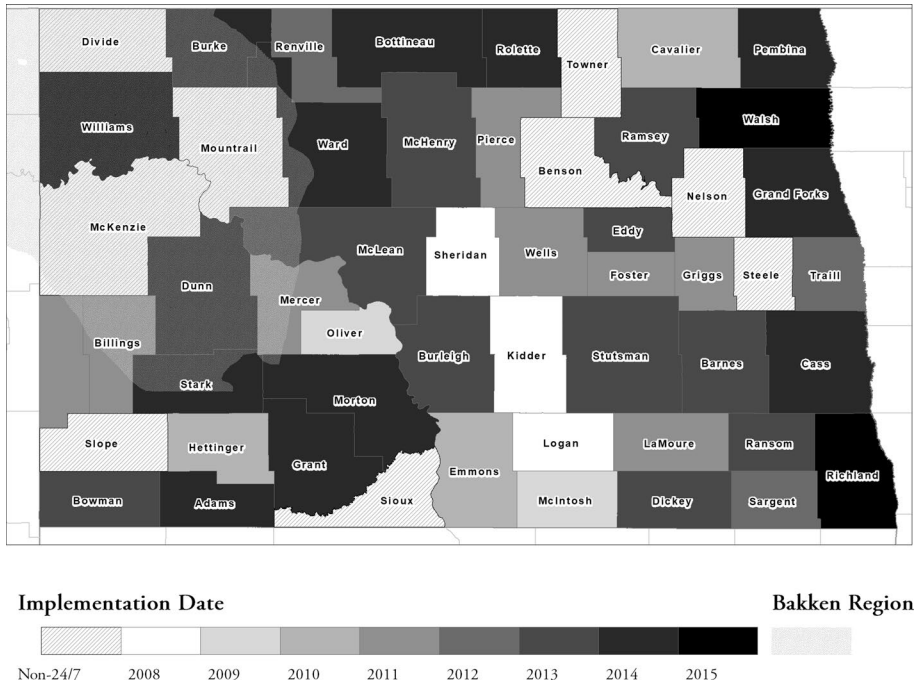 Divide
Burke
Renville
Bottineau
Rolette
Towner
Cavalier
Pembina
Williams
Mountrail
Ward
McHenry
Pierce
Benson
Ramsey
Walsh
Nelson
Grand Forks
McKenzie
Dunn
McLean
Sheridan
Wells
Eddy
Foster
Griggs
Steele
Traill
Mercer
Oliver
Billings
Stark
Burleigh
Kidder
Stutsman
Barnes
Cass
Morton
Slope
Hettinger
Grant
Emmons
Logan
LaMoure
Ransom
Richland
Bowman
Adams
Sioux
McIntosh
Dickey
Sargent
Implementation Date
Bakken Region
Non-24/7 2008 2009 2010 2011 2012 2013 2014 2015